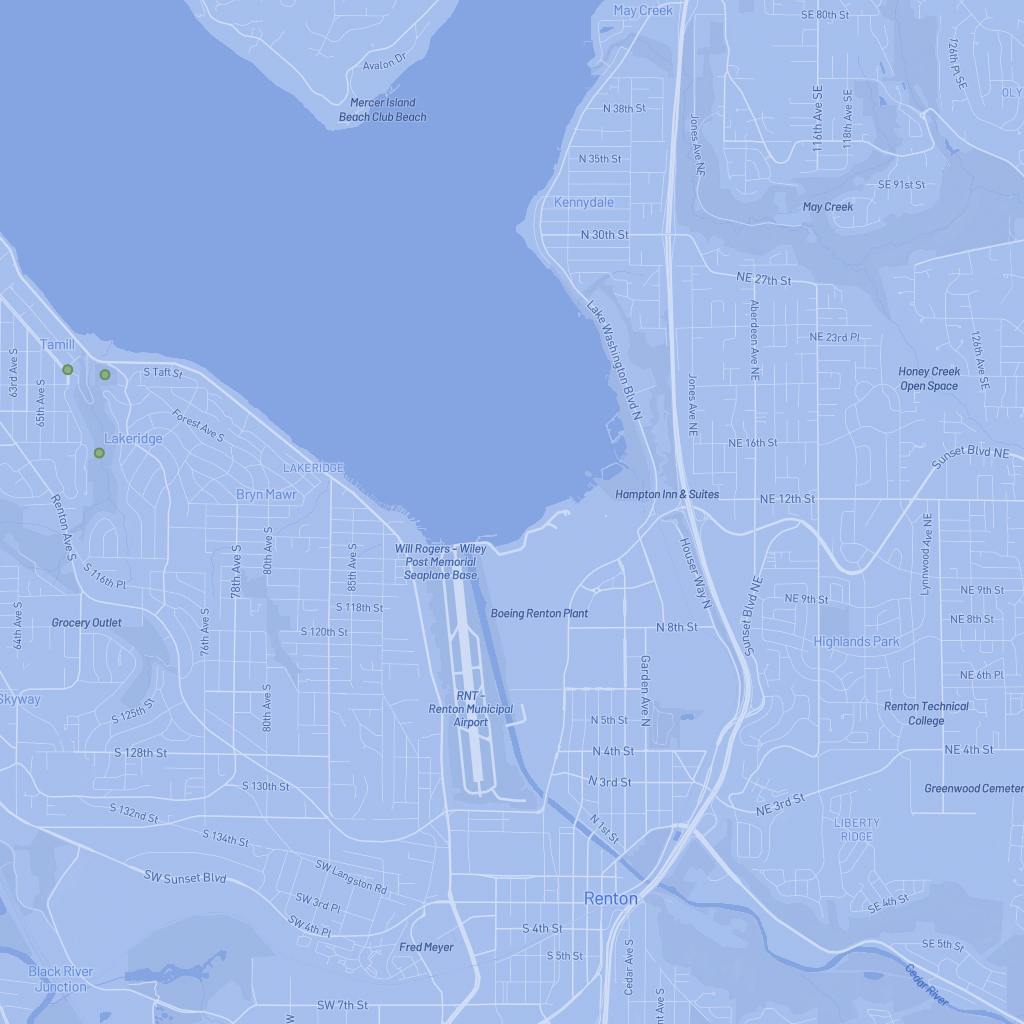 May Creek
SE 80th St
Avalon Dr
126th Pl SE
OLY
Mercer Island
Beach Club Beach
N 38th St
116th Ave SE
118th Ave SE
Jones Ave NE
N 35th St
SE 91st St
Kennydale
May Creek
N 30th St
NE 27th St
Lake Washington Blvd N
Aberdeen Ave NE
NE 23rd Pl
126th Ave SE
Tamill
63rd Ave S
65th Ave S
S Taft St
Honey Creek
Open Space
Jones Ave NE
Forest Ave S
Lakeridge
NE 16th St
Sunset Blvd NE
LAKERIDGE
Bryn Mawr
Hampton Inn & Suites
NE 12th St
Renton Ave S
78th Ave S
80th Ave S
85th Ave S
Will Rogers - Wiley
Post Memorial
Seaplane Base
Houser Way N
Lynnwood Ave NE
S 116th Pl
Sunset Blvd NE
NE 9th St
NE 9th St
64th Ave S
Grocery Outlet
76th Ave S
S 118th St
Boeing Renton Plant
NE 8th St
S 120th St
N 8th St
Highlands Park
Garden Ave N
NE 6th Pl
Skyway
S 125th St
80th Ave S
RNT -
Renton Municipal
Airport
N 5th St
Renton Technical
College
S 128th St
N 4th St
NE 4th St
S 130th St
N 3rd St
Greenwood Cemeter
NE 3rd St
S 132nd St
N 1st St
LIBERTY
RIDGE
S 134th St
SW Sunset Blvd
SW Langston Rd
SW 3rd Pl
Renton
SE 4th St
SW 4th Pl
S 4th St
Fred Meyer
S 5th St
SE 5th St
Cedar Ave S
Black River
Junction
Cedar River
SW 7th St
W
nt Ave S